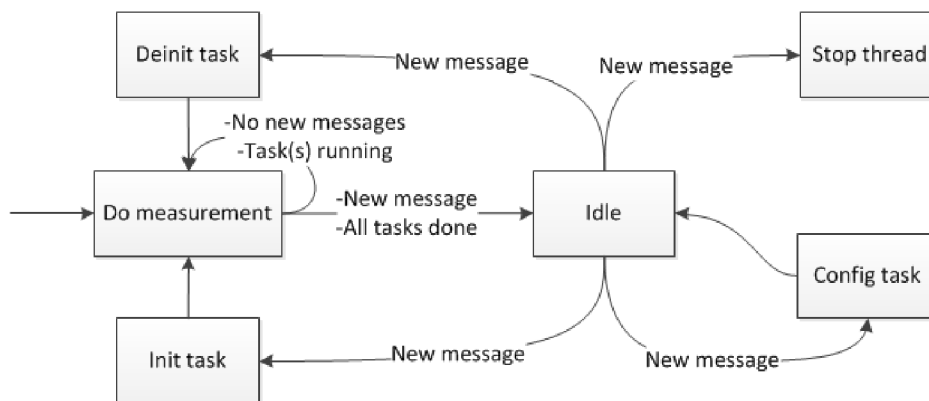 Deinit task
New message
New message
Stop thread
-No new messages
-Task(s) running
Do measurement
-New message
-All tasks done
Idle
Config task
Init task
New message
New message